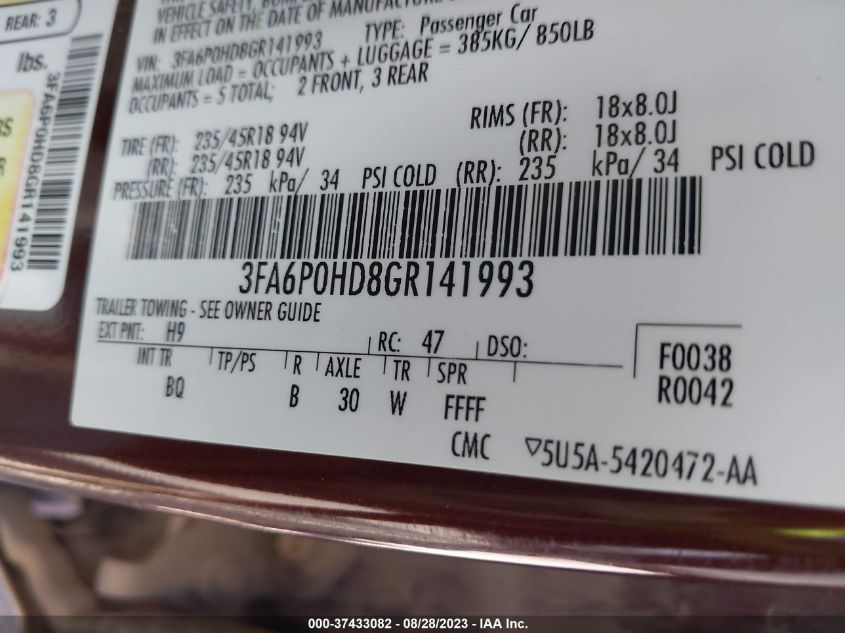 REAR: 3
lbs.
3FA6P0HD8GR141993
VEHICLE SAFETY,
IN EFFECT ON THE DATE OF MANUFACTURE
VIN: 3FA6P0HD8GR141993 TYPE: Passenger Car
MAXIMUM LOAD = OCCUPANTS + LUGGAGE = 385KG/ 850LB
OCCUPANTS = 5 TOTAL; 2 FRONT, 3 REAR
TIRE (FR): 235/45R18 94V RIMS (FR): 18x8.0J
(RR): 235/45R18 94V (RR): 18x8.0J
PRESSURE (FR): 235 kPa/ 34 PSI COLD (RR): 235 kPa/ 34 PSI COLD
3FA6P0HD8GR141993
TRAILER TOWING - SEE OWNER GUIDE
EXT PNT: H9 RC: 47 DSO:
INT TR TP/PS R AXLE TR SPR
BQ B 30 W FFFF
F0038
R0042
CMC ▽5U5A-5420472-AA
000-37433082 - 08/28/2023 - IAA Inc.